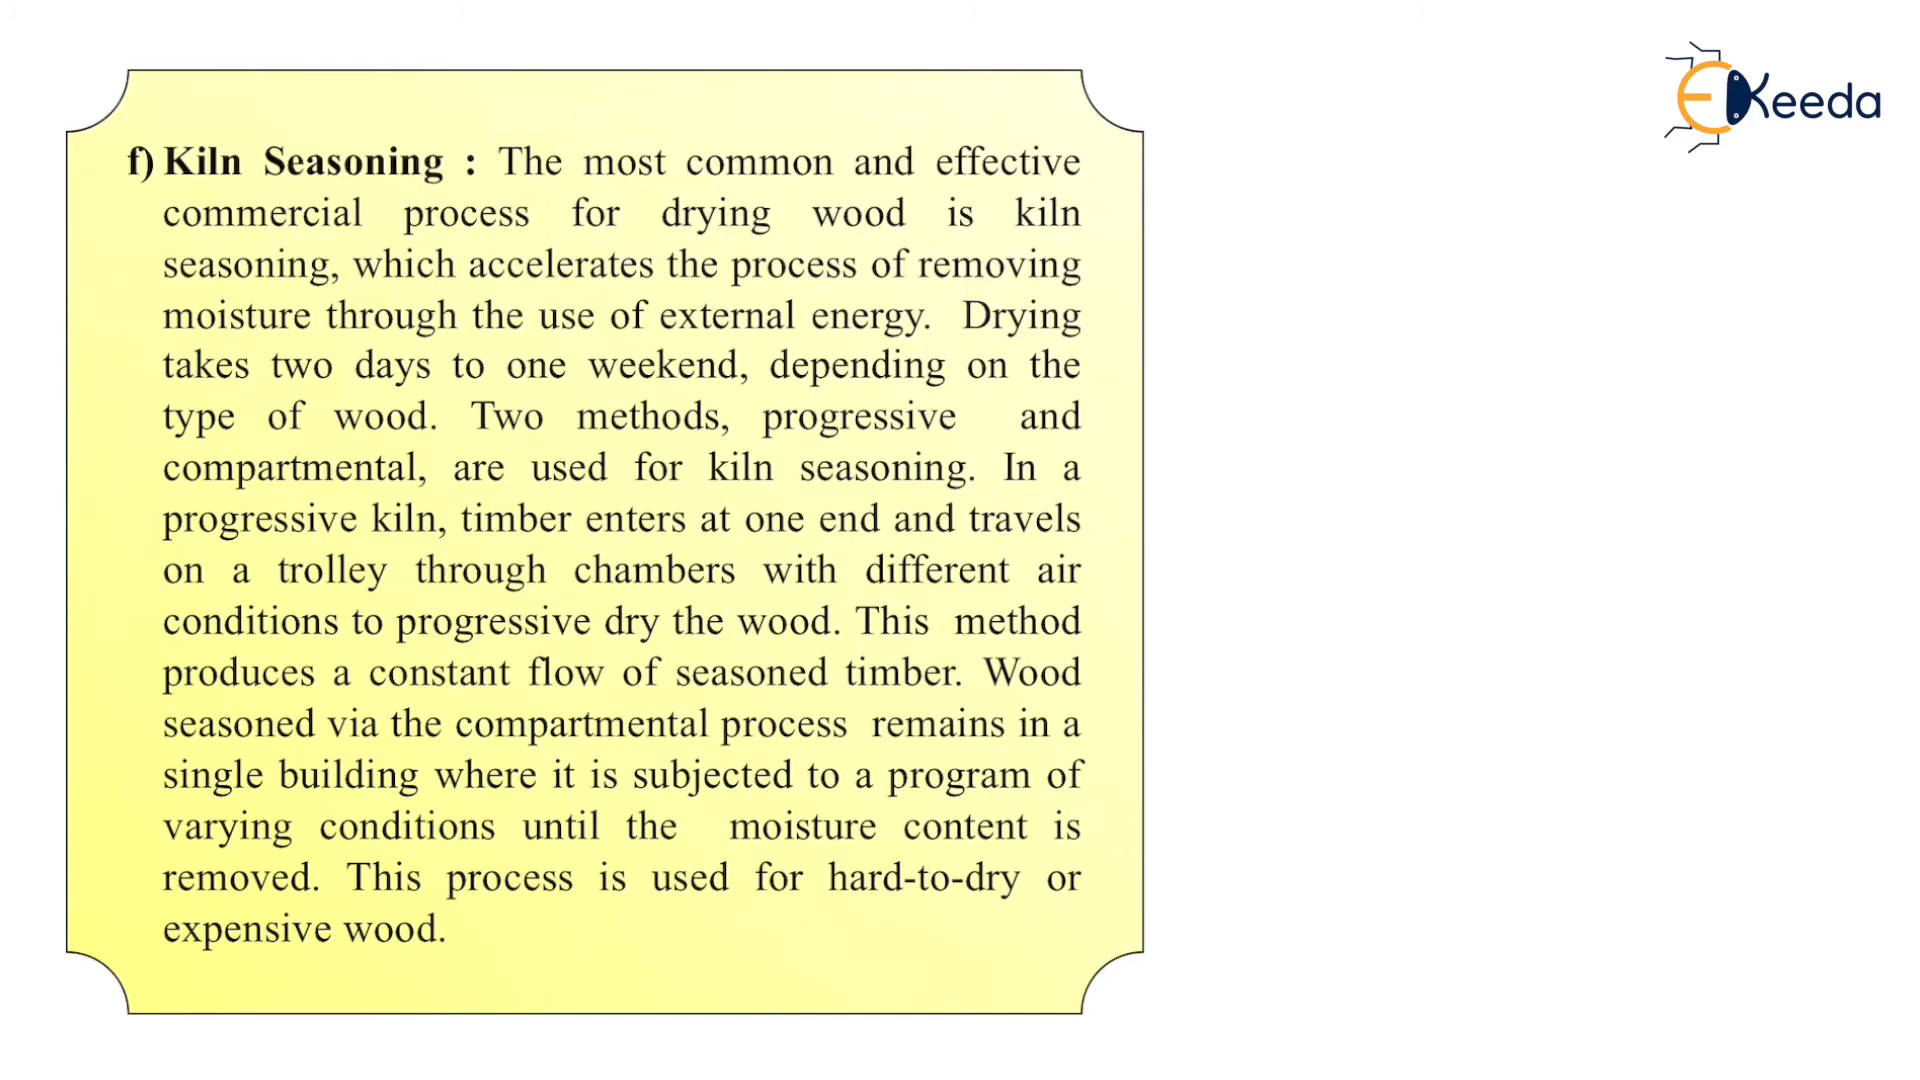 EKeeda
f) Kiln Seasoning : The most common and effective
commercial process for drying wood is kiln
seasoning, which accelerates the process of removing
moisture through the use of external energy. Drying
takes two days to one weekend, depending on the
type of wood. Two methods, progressive and
compartmental, are used for kiln seasoning. In a
progressive kiln, timber enters at one end and travels
on a trolley through chambers with different air
conditions to progressive dry the wood. This method
produces a constant flow of seasoned timber. Wood
seasoned via the compartmental process remains in a
single building where it is subjected to a program of
varying conditions until the moisture content is
removed. This process is used for hard-to-dry or
expensive wood.